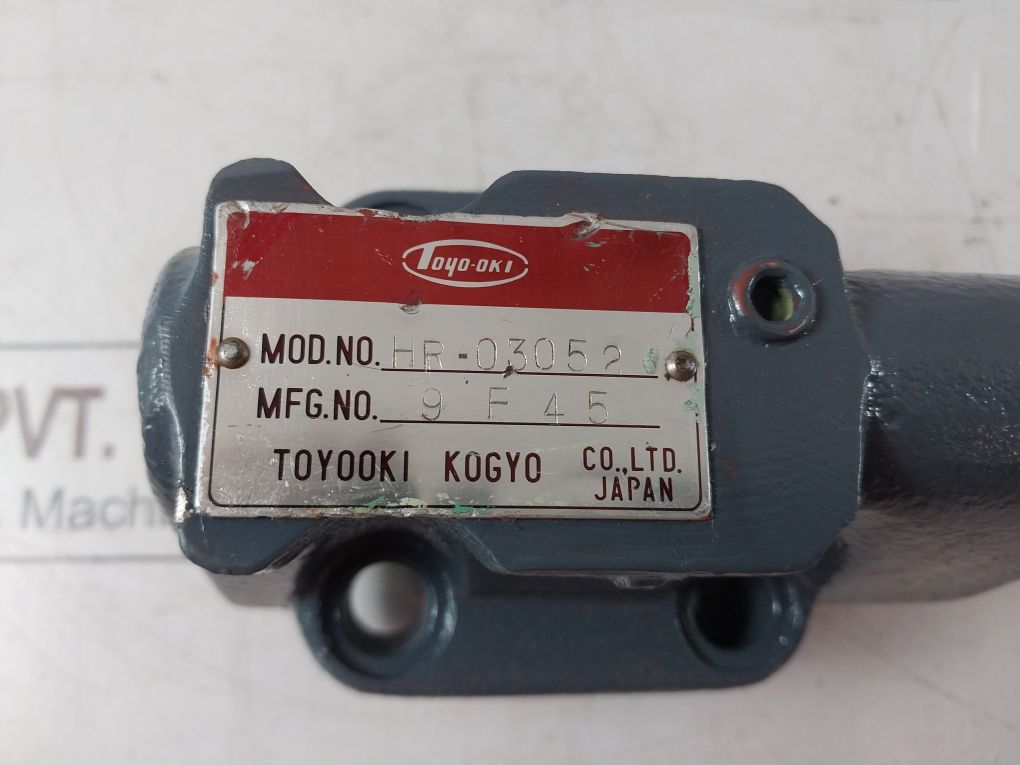 Toyo-oki
MOD.NO. HR-03052
MFG.NO. 9 F 45
TOYOOKI KOGYO CO.,LTD.
JAPAN
PVT.
Machi